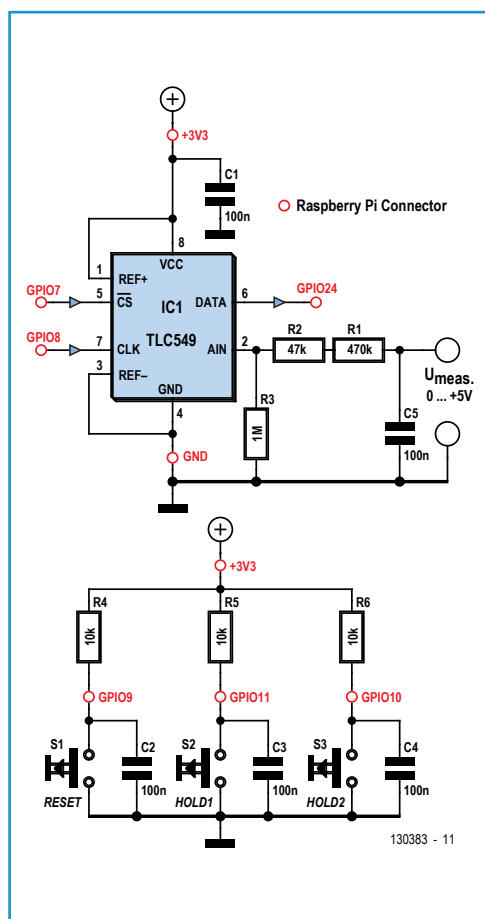 +3V3
C1
100n
Raspberry Pi Connector
8
VCC
1
REF+
GPIO7
5
CS
IC1
DATA
6
GPIO24
TLC549
GPIO8
7
CLK
AIN
2
R2
47k
R1
470k
3
REF–
GND
4
Umeas.
0 ... +5V
R3
1M
C5
100n
GND
+3V3
R4
10k
R5
10k
R6
10k
GPIO9
GPIO11
GPIO10
S1
C2
100n
RESET
S2
C3
100n
HOLD1
S3
C4
100n
HOLD2
130383 - 11